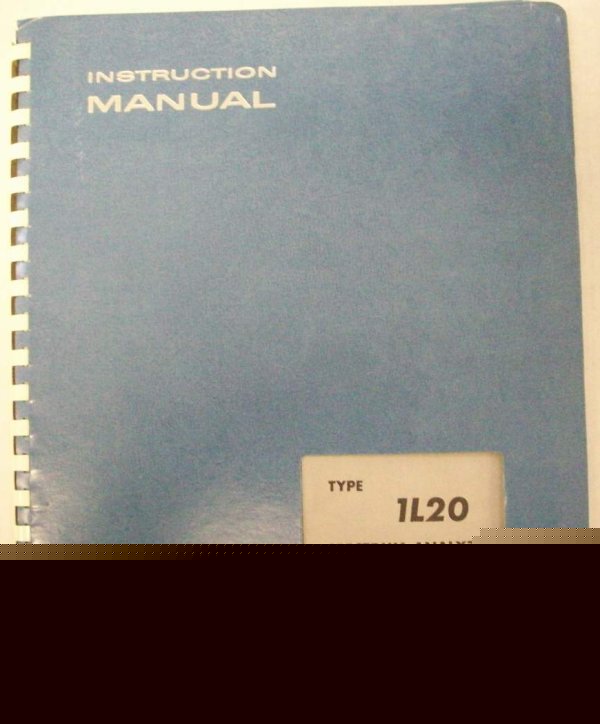 INSTRUCTION
MANUAL
TYPE
1L20